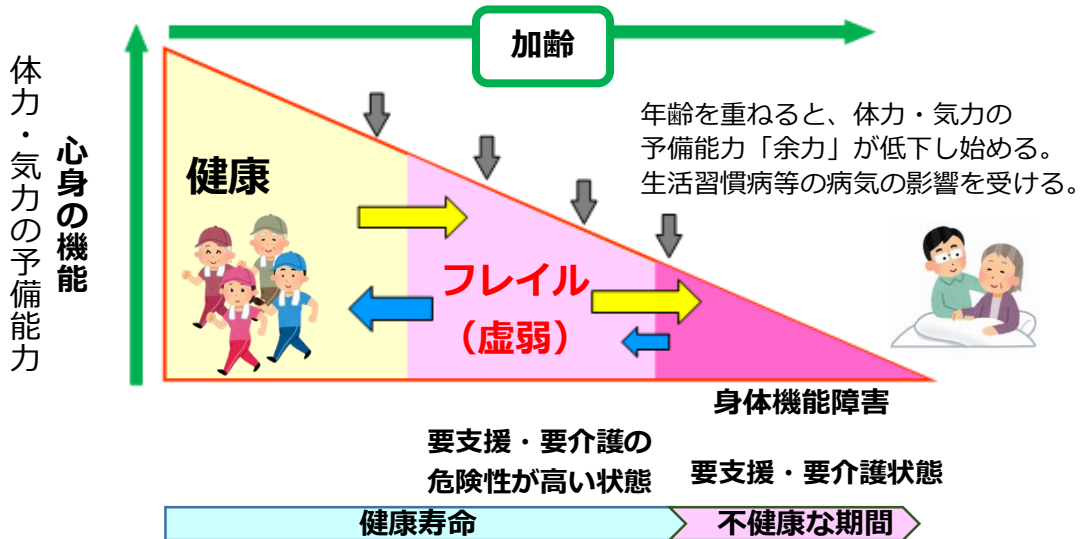 加齢
体力・気力の予備能力
心身の機能
年齢を重ねると、体力・気力の
予備能力「余力」が低下し始める。
生活習慣病等の病気の影響を受ける。
健康
フレイル
（虚弱）
身体機能障害
要支援・要介護の
危険性が高い状態
要支援・要介護状態
健康寿命
不健康な期間